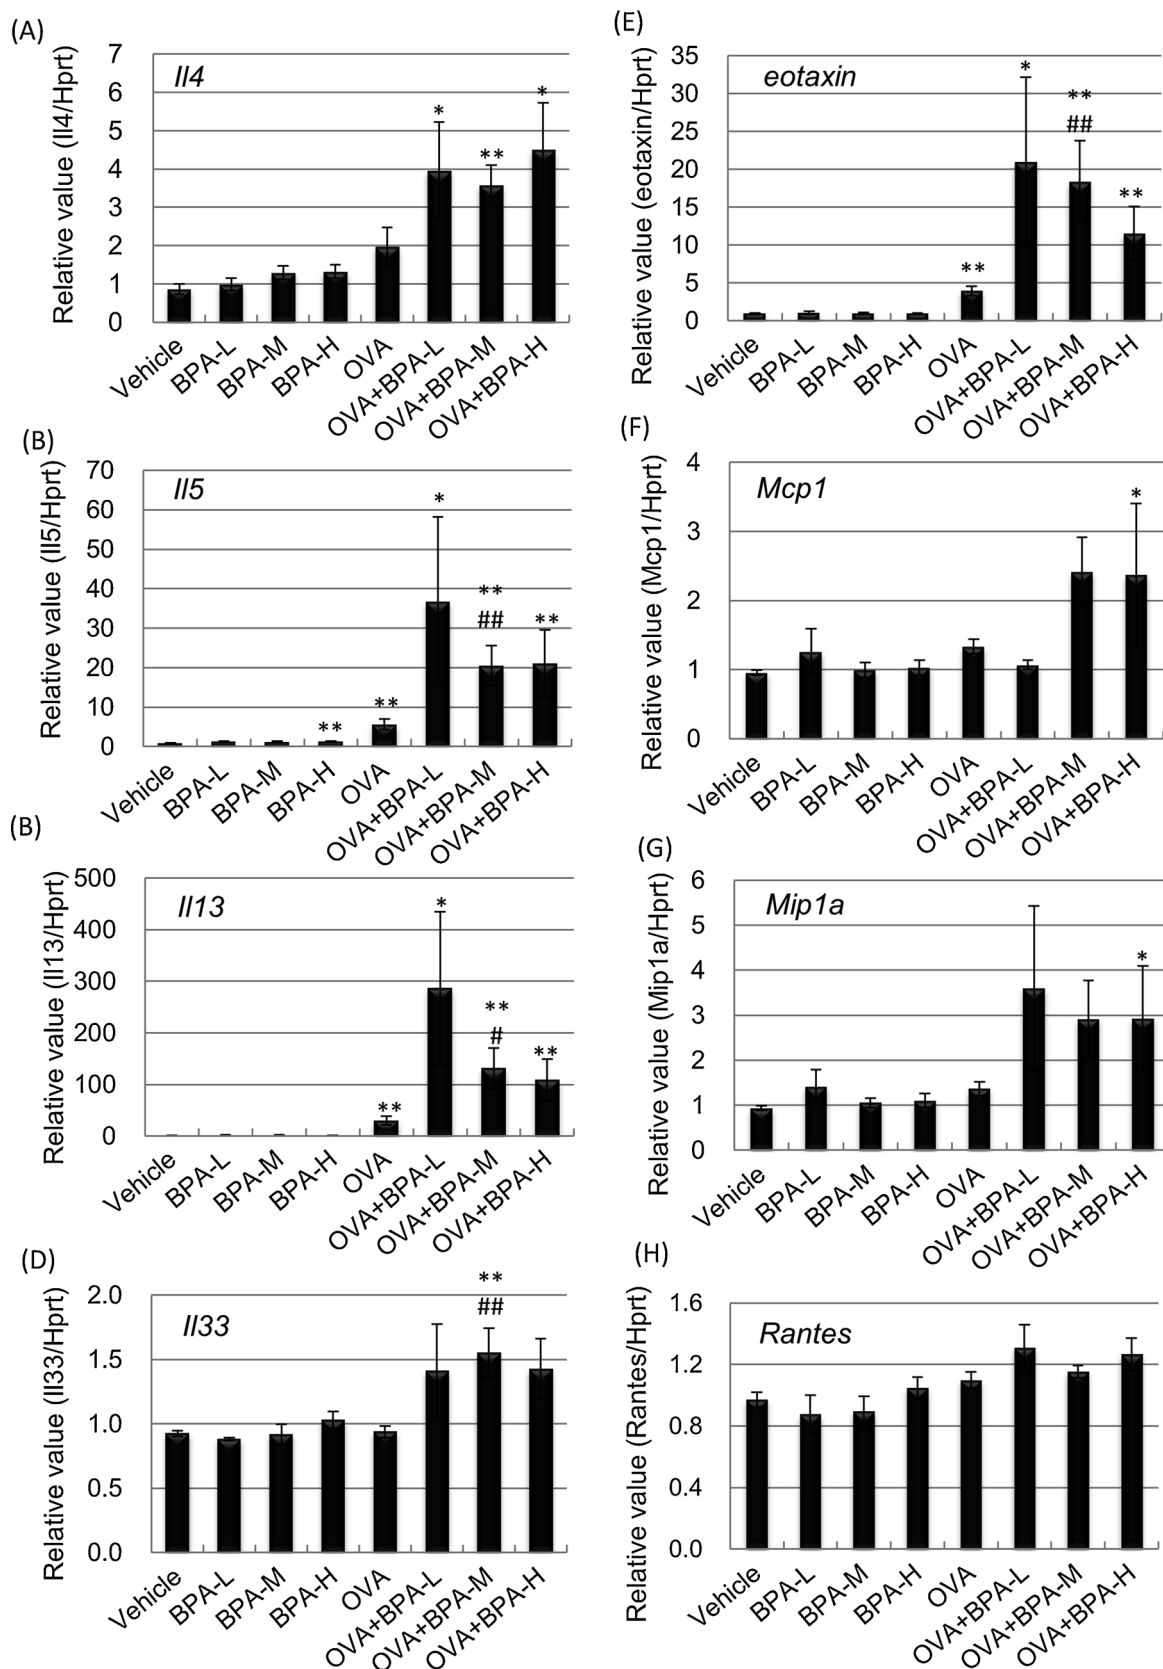 (A)
Relative value (Il4/Hprt)
7
6
5
4
3
2
1
0
Il4
*
**
*
Vehicle
BPA-L
BPA-M
BPA-H
OVA
OVA+BPA-L
OVA+BPA-M
OVA+BPA-H
(B)
Relative value (Il5/Hprt)
70
60
50
40
30
20
10
0
Il5
**
**
*
**
##
**
Vehicle
BPA-L
BPA-M
BPA-H
OVA
OVA+BPA-L
OVA+BPA-M
OVA+BPA-H
(B)
Relative value (Il13/Hprt)
500
400
300
200
100
0
Il13
**
*
**
#
**
Vehicle
BPA-L
BPA-M
BPA-H
OVA
OVA+BPA-L
OVA+BPA-M
OVA+BPA-H
(D)
Relative value (Il33/Hprt)
2.0
1.5
1.0
0.5
0.0
Il33
**
##
Vehicle
BPA-L
BPA-M
BPA-H
OVA
OVA+BPA-L
OVA+BPA-M
OVA+BPA-H
(E)
Relative value (eotaxin/Hprt)
35
30
25
20
15
10
5
0
eotaxin
**
*
**
##
**
Vehicle
BPA-L
BPA-M
BPA-H
OVA
OVA+BPA-L
OVA+BPA-M
OVA+BPA-H
(F)
Relative value (Mcp1/Hprt)
4
3
2
1
0
Mcp1
*
Vehicle
BPA-L
BPA-M
BPA-H
OVA
OVA+BPA-L
OVA+BPA-M
OVA+BPA-H
(G)
Relative value (Mip1a/Hprt)
6
5
4
3
2
1
0
Mip1a
*
Vehicle
BPA-L
BPA-M
BPA-H
OVA
OVA+BPA-L
OVA+BPA-M
OVA+BPA-H
(H)
Relative value (Rantes/Hprt)
1.6
1.2
0.8
0.4
0.0
Rantes
Vehicle
BPA-L
BPA-M
BPA-H
OVA
OVA+BPA-L
OVA+BPA-M
OVA+BPA-H